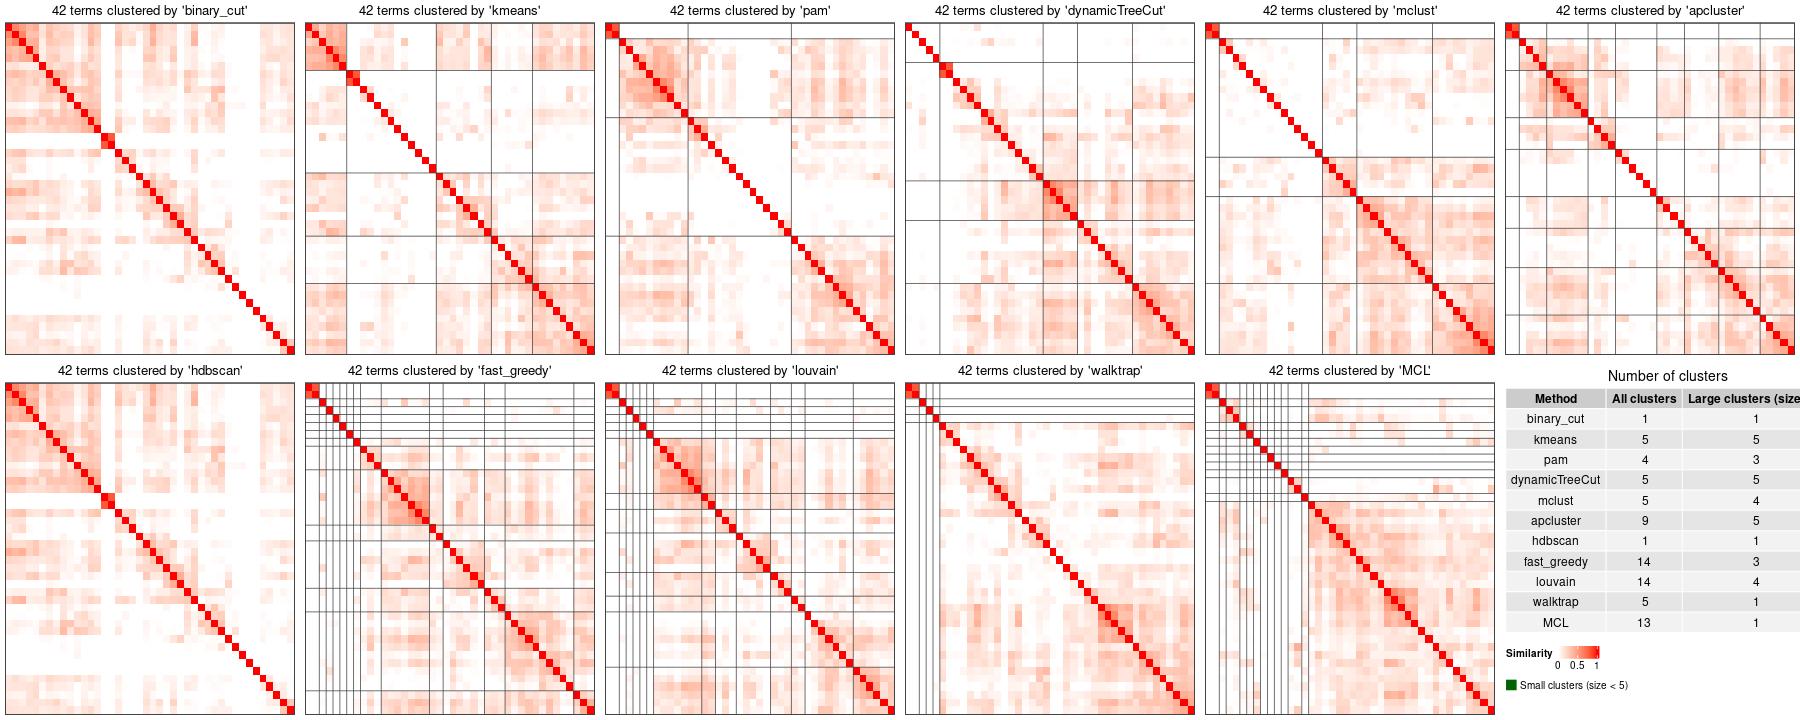 42 terms clustered by 'binary_cut'
42 terms clustered by 'kmeans'
42 terms clustered by 'pam'
42 terms clustered by 'dynamicTreeCut'
42 terms clustered by 'mclust'
42 terms clustered by 'apcluster'
42 terms clustered by 'hdbscan'
42 terms clustered by 'fast_greedy'
42 terms clustered by 'louvain'
42 terms clustered by 'walktrap'
42 terms clustered by 'MCL'
Number of clusters
Method All clusters Large clusters (size
binary_cut 1 1
kmeans 5 5
pam 4 3
dynamicTreeCut 5 5
mclust 5 4
apcluster 9 5
hdbscan 1 1
fast_greedy 14 3
louvain 14 4
walktrap 5 1
MCL 13 1
Similarity
0 0.5 1
Small clusters (size < 5)